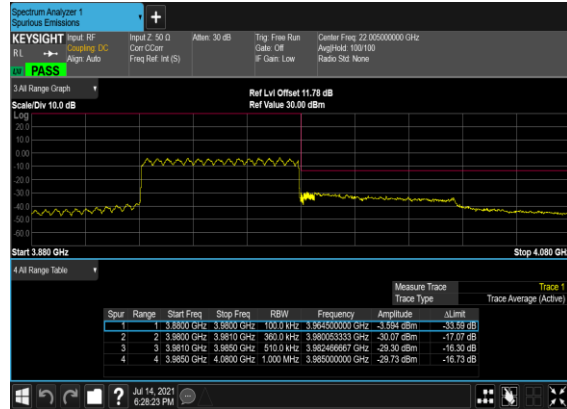 Spectrum Analyzer 1
Spurious Emissions
KEYSIGHT Input: RF Input Z: 50 Ω Atten: 30 dB Trig: Free Run Center Freq: 22.005000000 GHz
RL Coupling: DC Corr CCorr Gate: Off Avg|Hold: 100/100
Align: Auto Freq Ref: Int (S) IF Gain: Low Radio Std: None
PASS
3 All Range Graph
Ref Lvl Offset 11.78 dB
Scale/Div 10.0 dB Ref Value 30.00 dBm
Log
20.0
10.0
0.00
-10.0
-20.0
-30.0
-40.0
-50.0
-60.0
Start 3.880 GHz Stop 4.080 GH
4 All Range Table
Measure Trace Trace 1
Trace Type Trace Average (Active)
Spur Range Start Freq Stop Freq RBW Frequency Amplitude ΔLimit
1 1 3.8800 GHz 3.9800 GHz 100.0 kHz 3.964500000 GHz -3.594 dBm -33.59 dB
2 2 3.9800 GHz 3.9810 GHz 360.0 kHz 3.980053333 GHz -30.07 dBm -17.07 dB
3 3 3.9810 GHz 3.9850 GHz 510.0 kHz 3.982466667 GHz -29.30 dBm -16.30 dB
4 4 3.9850 GHz 4.0800 GHz 1.000 MHz 3.985000000 GHz -29.73 dBm -16.73 dB
? Jul 14, 2021
6:28:23 PM